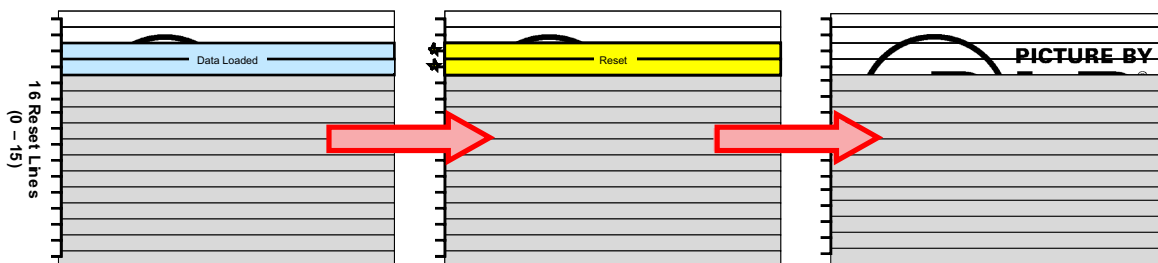 16 Reset Lines
(0 – 15)
Data Loaded
Reset
PICTURE BY
®